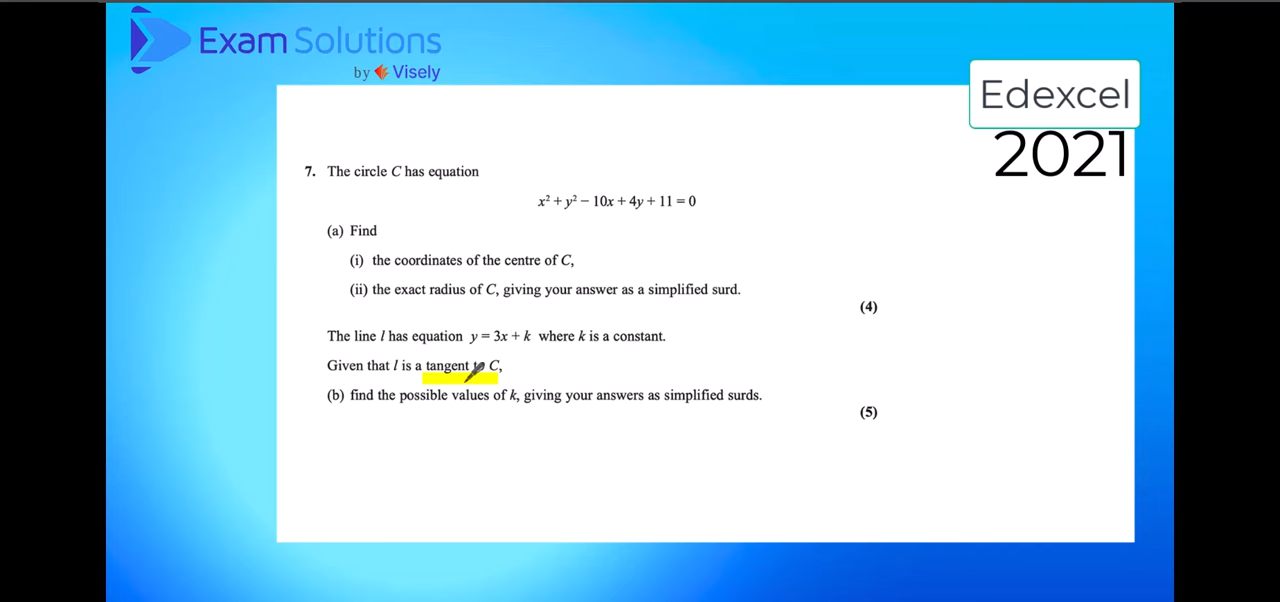 Exam Solutions
by Visely
Edexcel
2021
7. The circle C has equation
x² + y² − 10x + 4y + 11 = 0
(a) Find
(i) the coordinates of the centre of C,
(ii) the exact radius of C, giving your answer as a simplified surd.
(4)
The line l has equation y = 3x + k where k is a constant.
Given that l is a tangent to C,
(b) find the possible values of k, giving your answers as simplified surds.
(5)